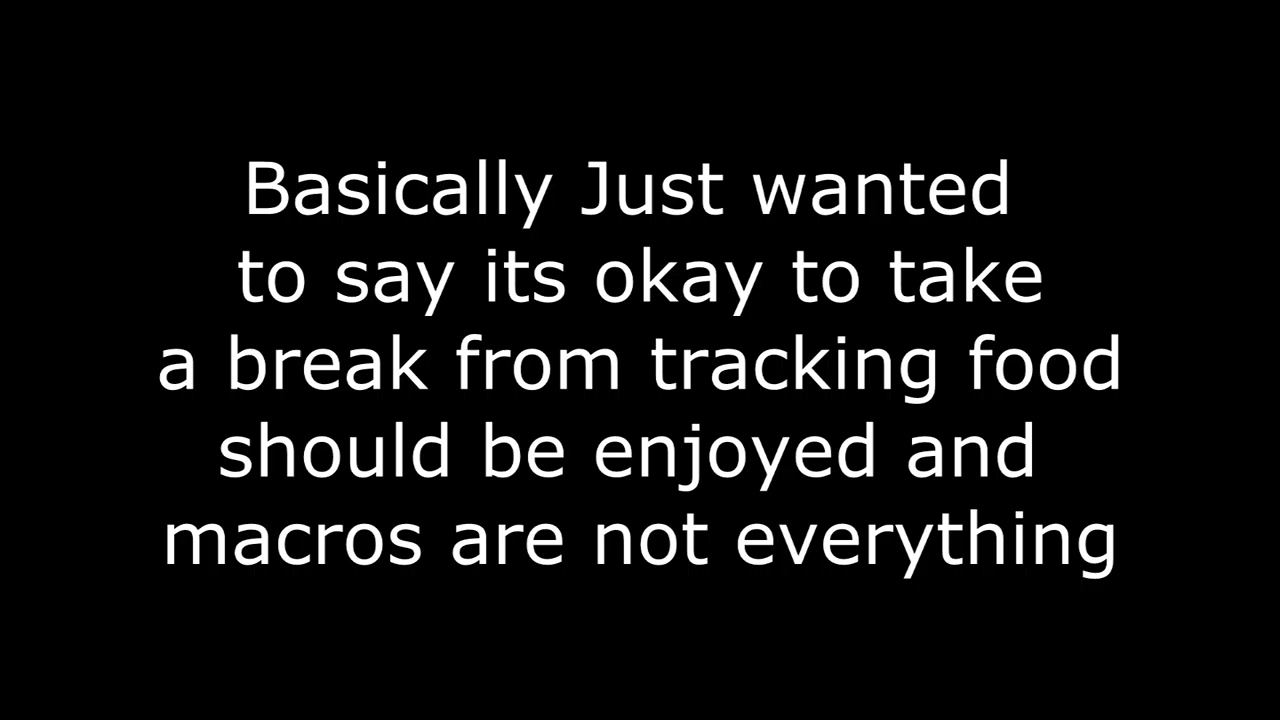 Basically Just wanted
to say its okay to take
a break from tracking food
should be enjoyed and
macros are not everything